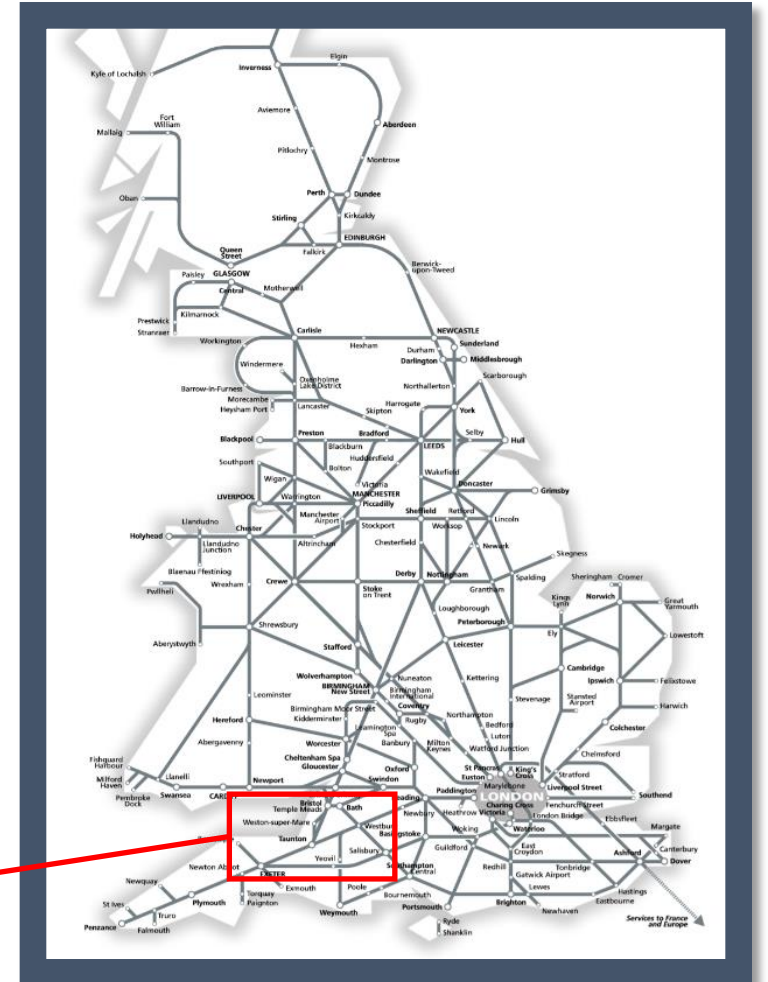 Elgin
Inverness
Kyle of Lochalsh
Aviemore
Fort
William
Aberdeen
Mallaig
Pitlochry
Montrose
Perth
Dundee
Oban
Stirling
Kirkcaldy
EDINBURGH
Queen
Street
Falkirk
Berwick-
upon-Tweed
Paisley
GLASGOW
Central
Motherwell
Kilmarnock
Prestwick
Stranraer
Carlisle
NEWCASTLE
Workington
Hexham
Sunderland
Durham
Darlington
Middlesbrough
Windermere
Scarborough
Oxenholme
Lake District
Barrow-in-Furness
Northallerton
Morecambe
Heysham Port
Lancaster
Harrogate
York
Skipton
Blackpool
Preston
Bradford
Selby
Hull
Blackburn
LEEDS
Huddersfield
Southport
Bolton
Wakefield
Wigan
Victoria
Doncaster
Grimsby
MANCHESTER
LIVERPOOL
Warrington
Piccadilly
Manchester
Airport
Sheffield
Retford
Llandudno
Stockport
Worksop
Lincoln
Holyhead
Chester
Llandudno
Junction
Altrincham
Chesterfield
Newark
Skegness
Blaenau Ffestiniog
Crewe
Derby
Nottingham
Spalding
Sheringham
Cromer
Pwllheli
Wrexham
Stoke
on Trent
Grantham
Kings
Lynn
Norwich
Great
Yarmouth
Loughborough
Peterborough
Shrewsbury
Ely
Lowestoft
Aberystwyth
Stafford
Leicester
Wolverhampton
Cambridge
BIRMINGHAM
New Street
Nuneaton
Kettering
Ipswich
Felixstowe
Leominster
Birmingham
International
Stevenage
Stansted
Airport
Harwich
Birmingham Moor Street
Coventry
Hereford
Kidderminster
Rugby
Northampton
Colchester
Leamington
Spa
Bedford
Abergavenny
Worcester
Banbury
Milton
Keynes
Luton
Watford Junction
Chelmsford
Cheltenham Spa
Fishguard
Harbour
Gloucester
Oxford
St Pancras
King's
Cross
Milford
Haven
Llanelli
Newport
Swindon
Euston
Stratford
Marylebone
Liverpool Street
Pembroke
Dock
Swansea
Paddington
LONDON
Southend
Bristol
Temple Meads
Bath
Charing Cross
Fenchurch Street
Newbury
Heathrow
Victoria
London Bridge
Ebbsfleet
Weston-super-Mare
Waterloo
Margate
Taunton
Woking
Canterbury
East
Croydon
Salisbury
Guildford
Ashford
Dover
Yeovil
Redhill
Tonbridge
Newton Abbot
EXETER
Southampton
Central
Gatwick Airport
Newquay
Exmouth
Poole
Lewes
Hastings
Torquay
Paignton
Bournemouth
Eastbourne
St Ives
Plymouth
Portsmouth
Brighton
Newhaven
Truro
Weymouth
Ryde
Shanklin
Penzance
Falmouth
Services to France
and Europe